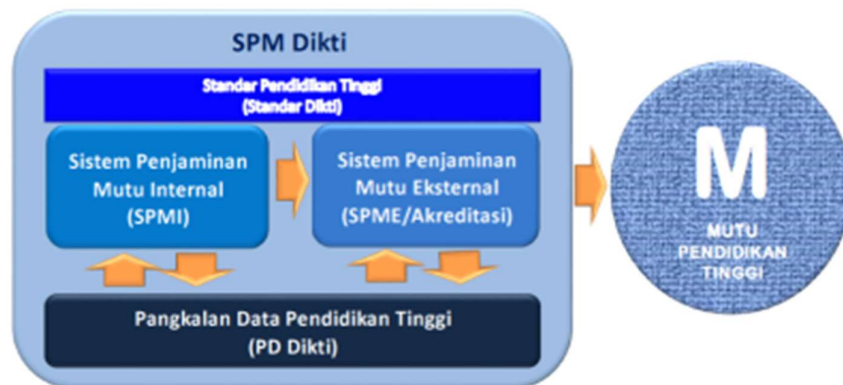 SPM Dikti
Standar Pendidikan Tinggi
(Standar Dikti)
Sistem Penjaminan
Mutu Internal
(SPMI)
Sistem Penjaminan
Mutu Eksternal
(SPME/Akreditasi)
Pangkalan Data Pendidikan Tinggi
(PD Dikti)
M
MUTU
PENDIDIKAN
TINGGI